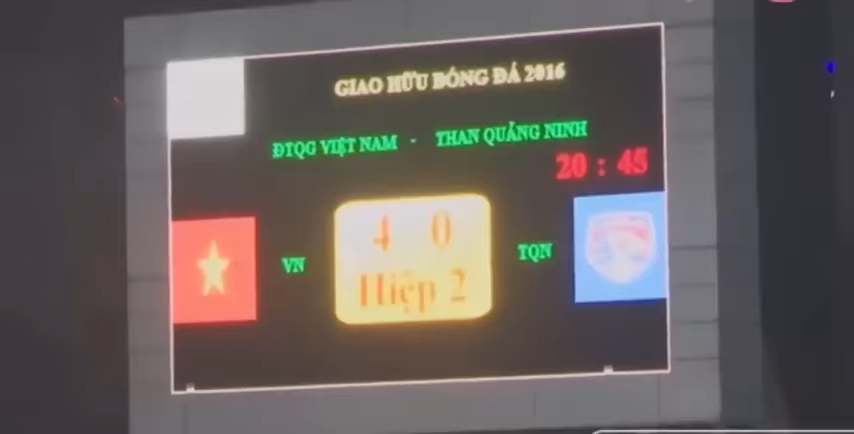 GIAO HỮU BÓNG ĐÁ 2016
ĐTQG VIỆT NAM - THAN QUẢNG NINH
20 : 45
4 0
VN
TQN
Hiệp 2